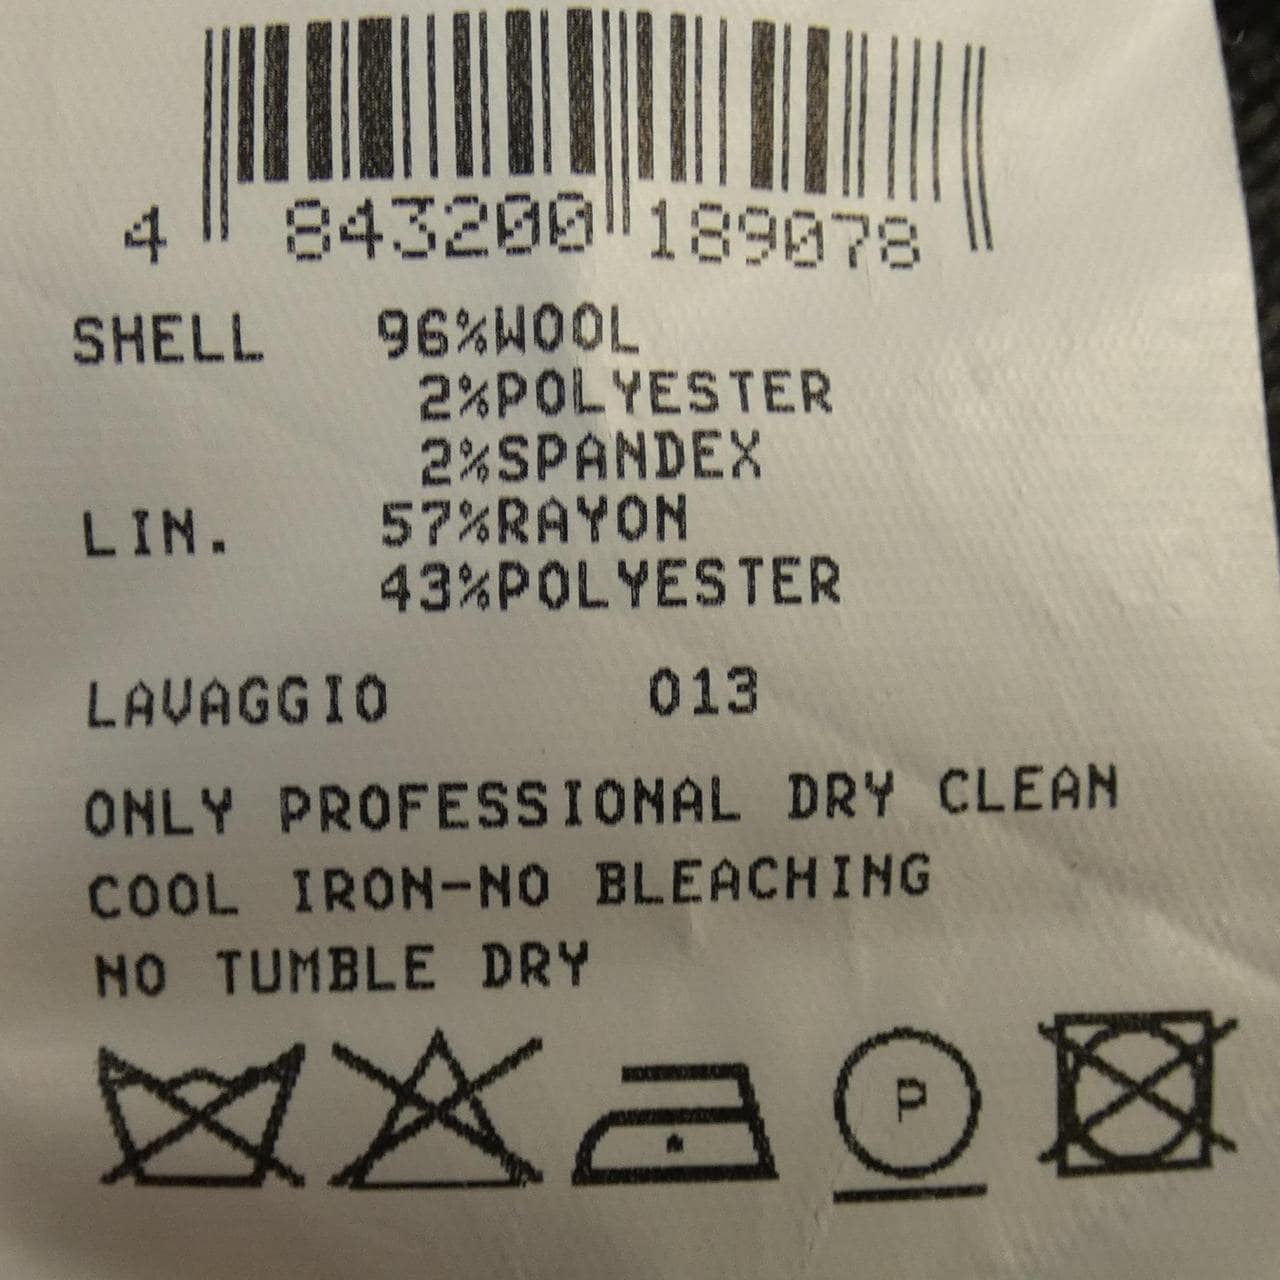 4 843200 189078
SHELL 96%WOOL
2%POLYESTER
2%SPANDEX
LIN. 57%RAYON
43%POLYESTER
LAVAGGIO 013
ONLY PROFESSIONAL DRY CLEAN
COOL IRON-NO BLEACHING
NO TUMBLE DRY
P